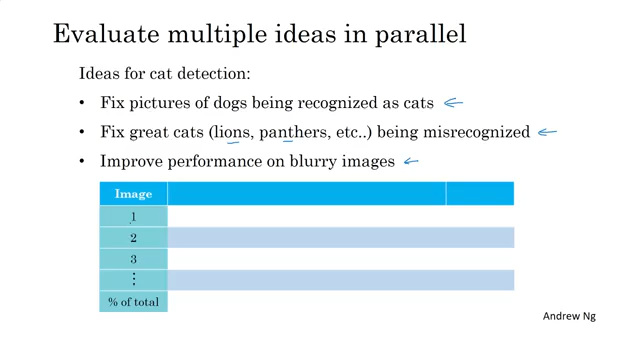 Evaluate multiple ideas in parallel
Ideas for cat detection:
• Fix pictures of dogs being recognized as cats
• Fix great cats (lions, panthers, etc..) being misrecognized
• Improve performance on blurry images
Image
1
2
3
⋮
% of total
Andrew Ng